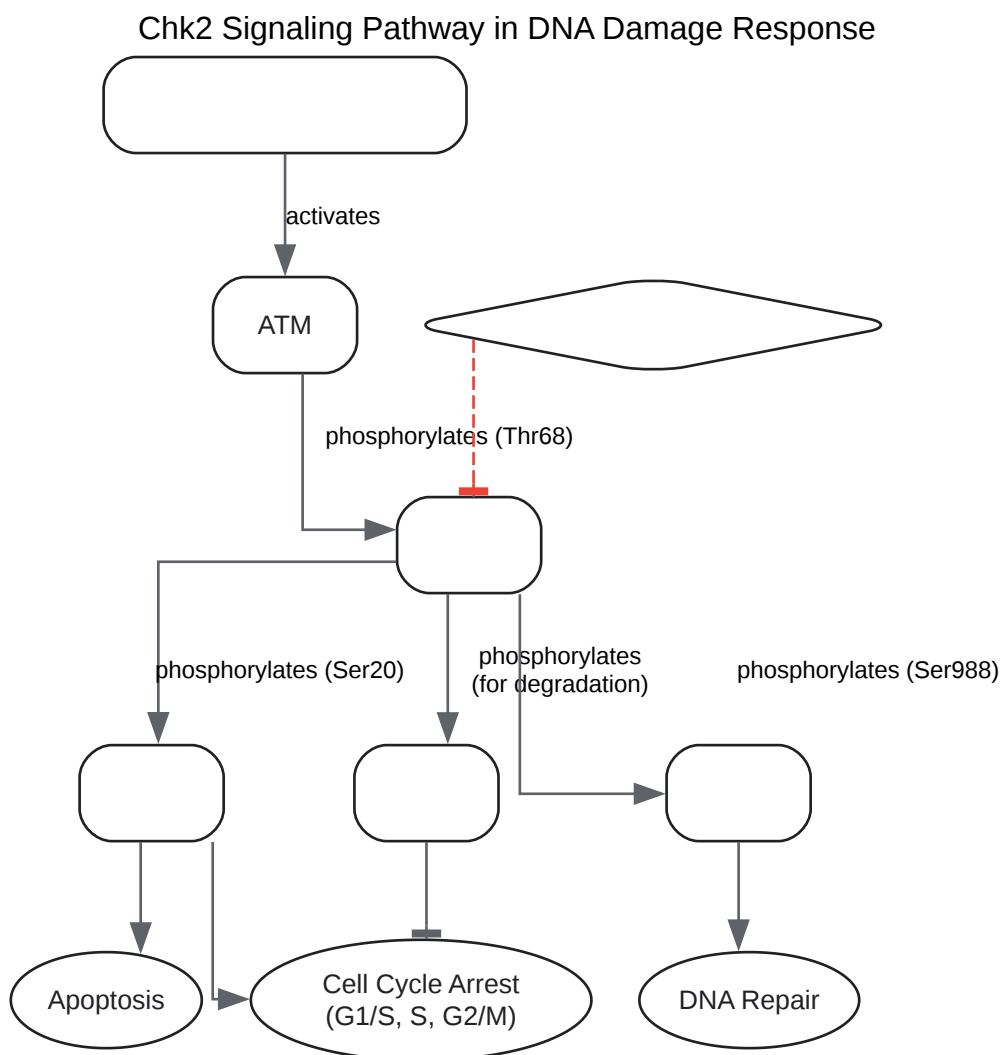 Chk2 Signaling Pathway in DNA Damage Response
activates
ATM
phosphorylates (Thr68)
phosphorylates (Ser20)
phosphorylates
(for degradation)
phosphorylates (Ser988)
Apoptosis
Cell Cycle Arrest
(G1/S, S, G2/M)
DNA Repair